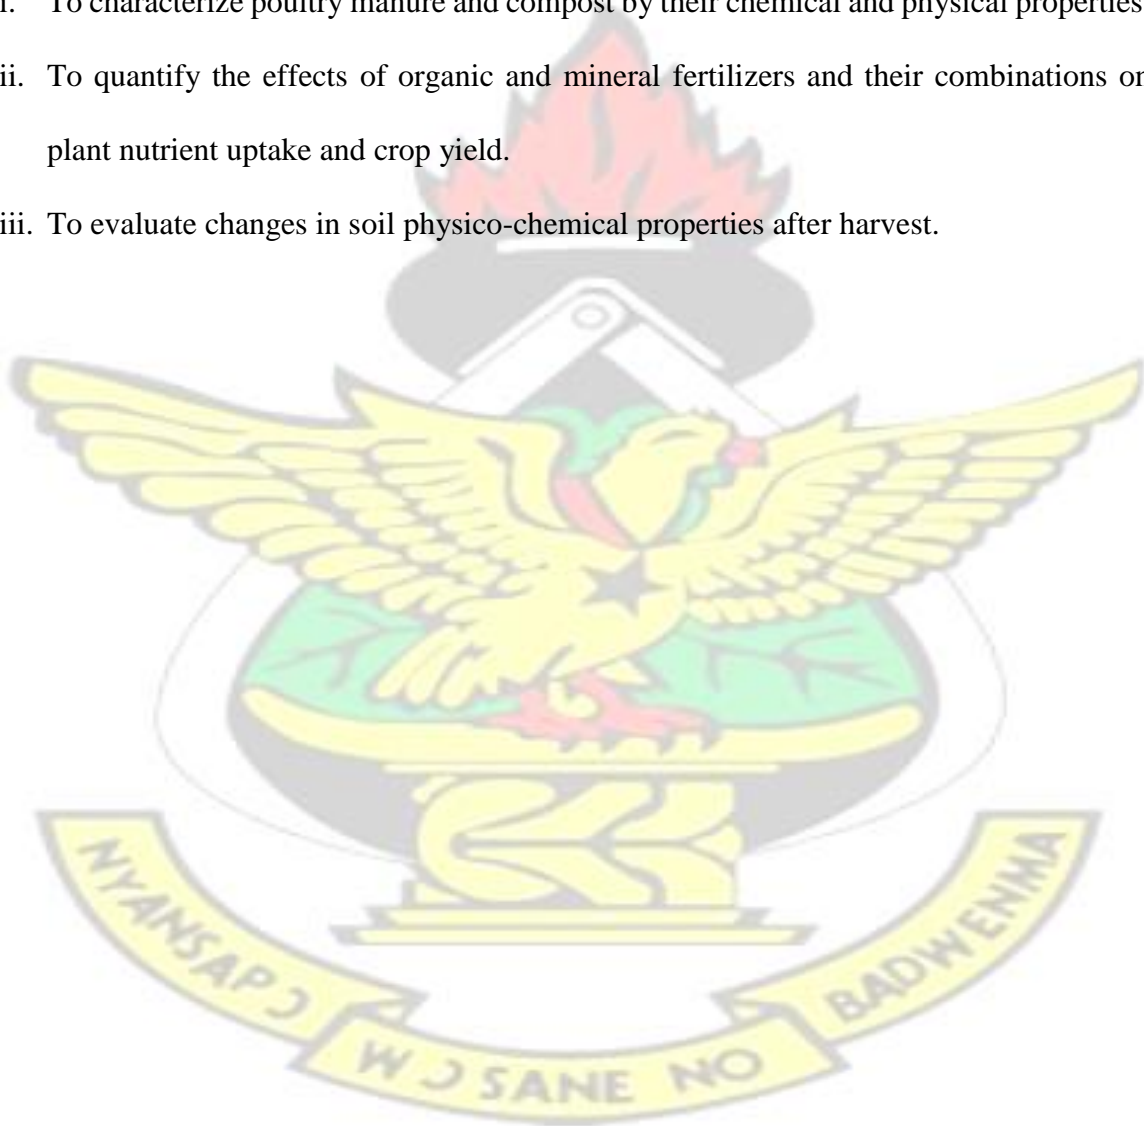 i. To characterize poultry manure and compost by their chemical and physical properties
ii. To quantify the effects of organic and mineral fertilizers and their combinations on
plant nutrient uptake and crop yield.
iii. To evaluate changes in soil physico-chemical properties after harvest.
NYANSAPƆ
WƆ SANE NO
BADWENMA